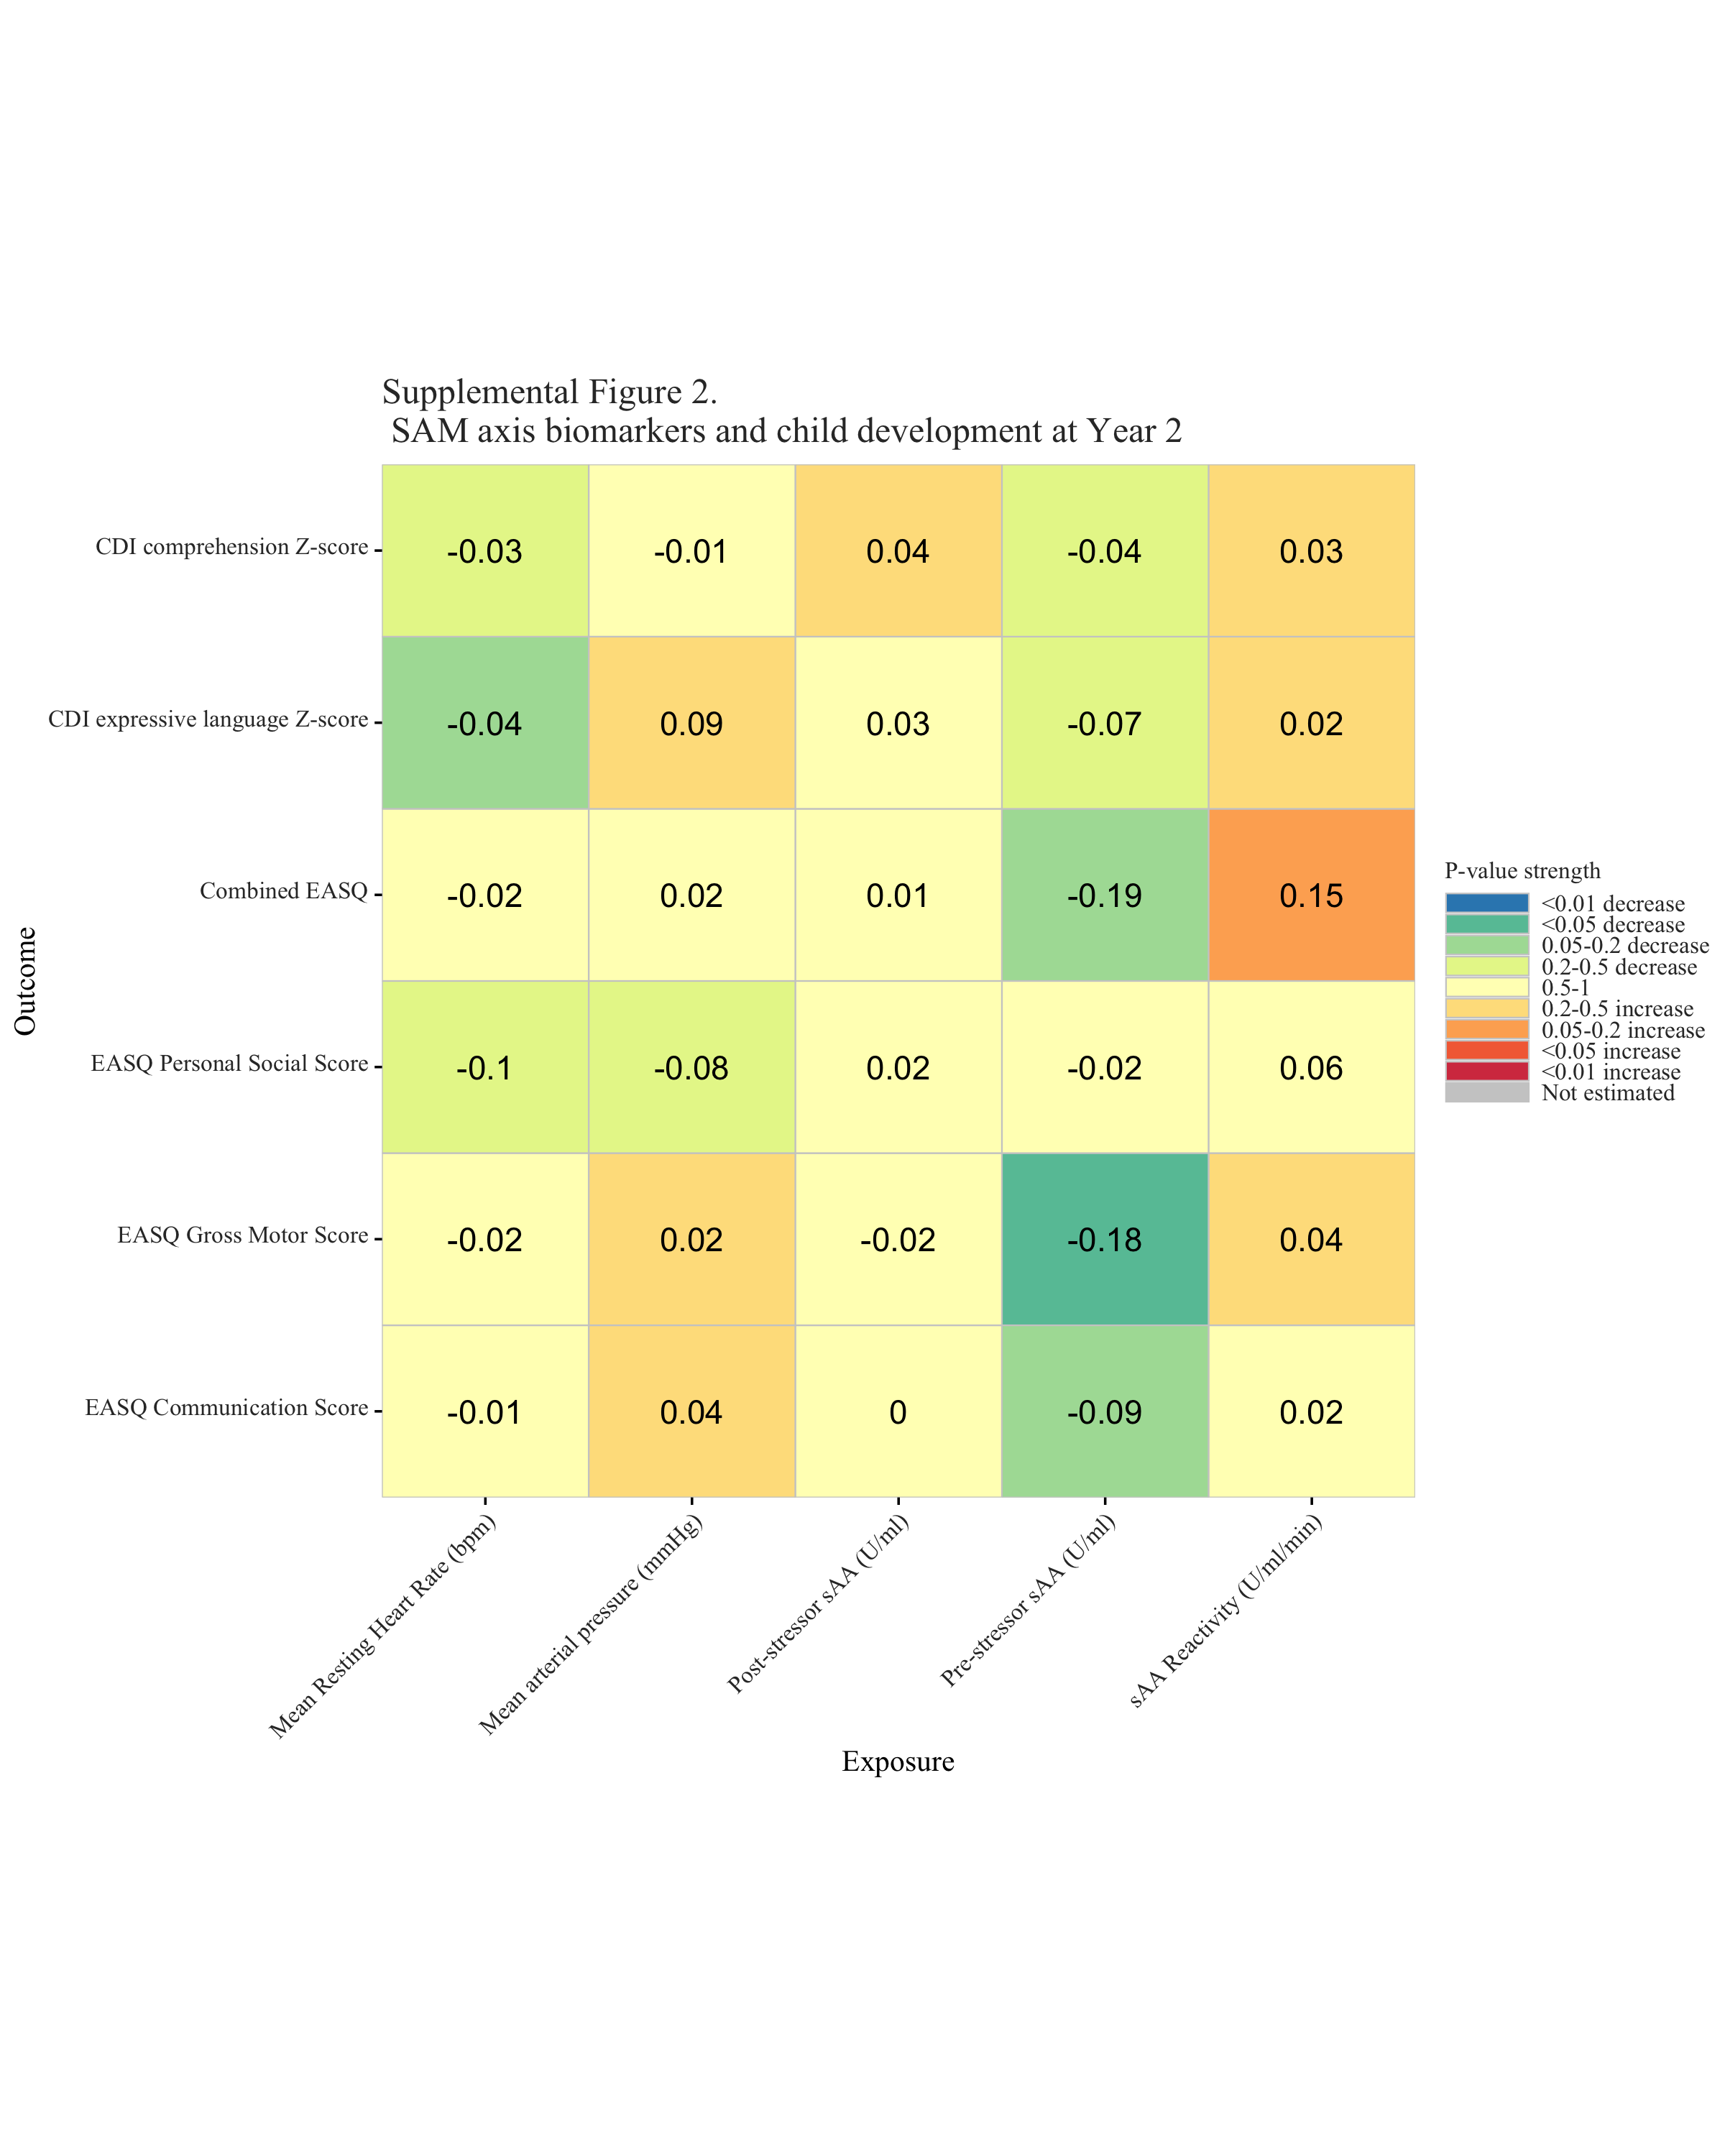 Supplemental Figure 2.
SAM axis biomarkers and child development at Year 2
Outcome
CDI comprehension Z-score
-0.03
-0.01
0.04
-0.04
0.03
CDI expressive language Z-score
-0.04
0.09
0.03
-0.07
0.02
Combined EASQ
-0.02
0.02
0.01
-0.19
0.15
EASQ Personal Social Score
-0.1
-0.08
0.02
-0.02
0.06
EASQ Gross Motor Score
-0.02
0.02
-0.02
-0.18
0.04
EASQ Communication Score
-0.01
0.04
0
-0.09
0.02
Mean Resting Heart Rate (bpm)
Mean arterial pressure (mmHg)
Post-stressor sAA (U/ml)
Pre-stressor sAA (U/ml)
sAA Reactivity (U/ml/min)
Exposure
P-value strength
<0.01 decrease
<0.05 decrease
0.05-0.2 decrease
0.2-0.5 decrease
0.5-1
0.2-0.5 increase
0.05-0.2 increase
<0.05 increase
<0.01 increase
Not estimated